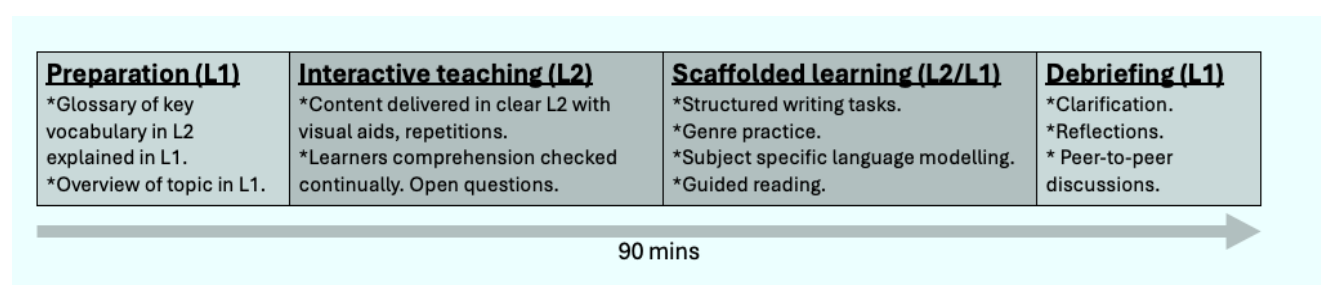 Preparation (L1)
*Glossary of key
vocabulary in L2
explained in L1.
*Overview of topic in L1.
Interactive teaching (L2)
*Content delivered in clear L2 with
visual aids, repetitions.
*Learners comprehension checked
continually. Open questions.
Scaffolded learning (L2/L1)
*Structured writing tasks.
*Genre practice.
*Subject specific language modelling.
*Guided reading.
Debriefing (L1)
*Clarification.
*Reflections.
* Peer-to-peer
discussions.
90 mins